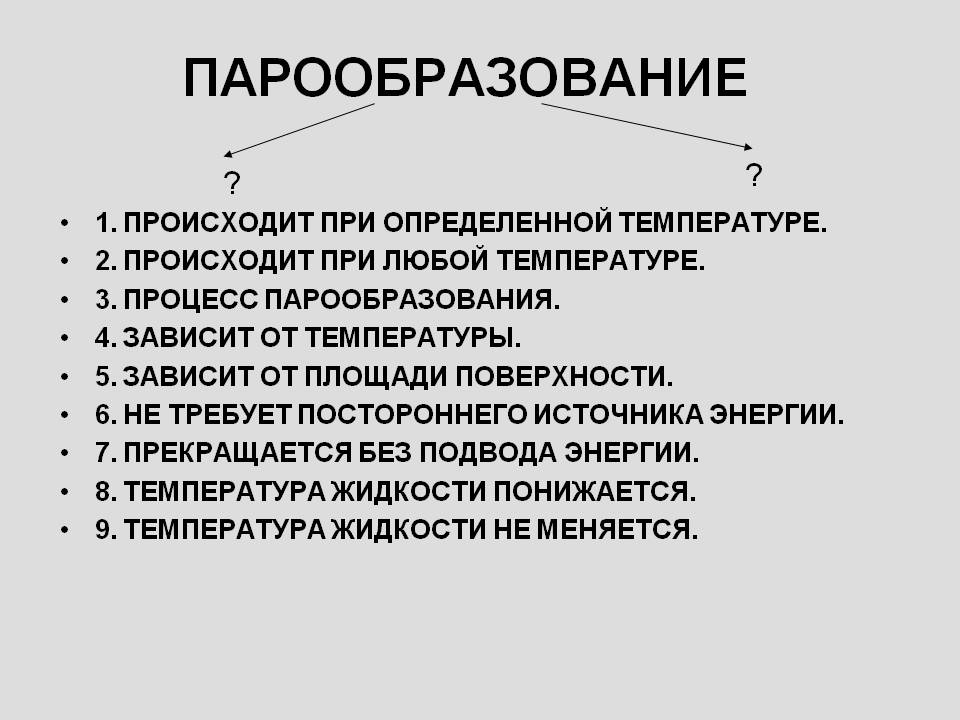 ПАРООБРАЗОВАНИЕ
? ?
• 1. ПРОИСХОДИТ ПРИ ОПРЕДЕЛЕННОЙ ТЕМПЕРАТУРЕ.
• 2. ПРОИСХОДИТ ПРИ ЛЮБОЙ ТЕМПЕРАТУРЕ.
• 3. ПРОЦЕСС ПАРООБРАЗОВАНИЯ.
• 4. ЗАВИСИТ ОТ ТЕМПЕРАТУРЫ.
• 5. ЗАВИСИТ ОТ ПЛОЩАДИ ПОВЕРХНОСТИ.
• 6. НЕ ТРЕБУЕТ ПОСТОРОННЕГО ИСТОЧНИКА ЭНЕРГИИ.
• 7. ПРЕКРАЩАЕТСЯ БЕЗ ПОДВОДА ЭНЕРГИИ.
• 8. ТЕМПЕРАТУРА ЖИДКОСТИ ПОНИЖАЕТСЯ.
• 9. ТЕМПЕРАТУРА ЖИДКОСТИ НЕ МЕНЯЕТСЯ.